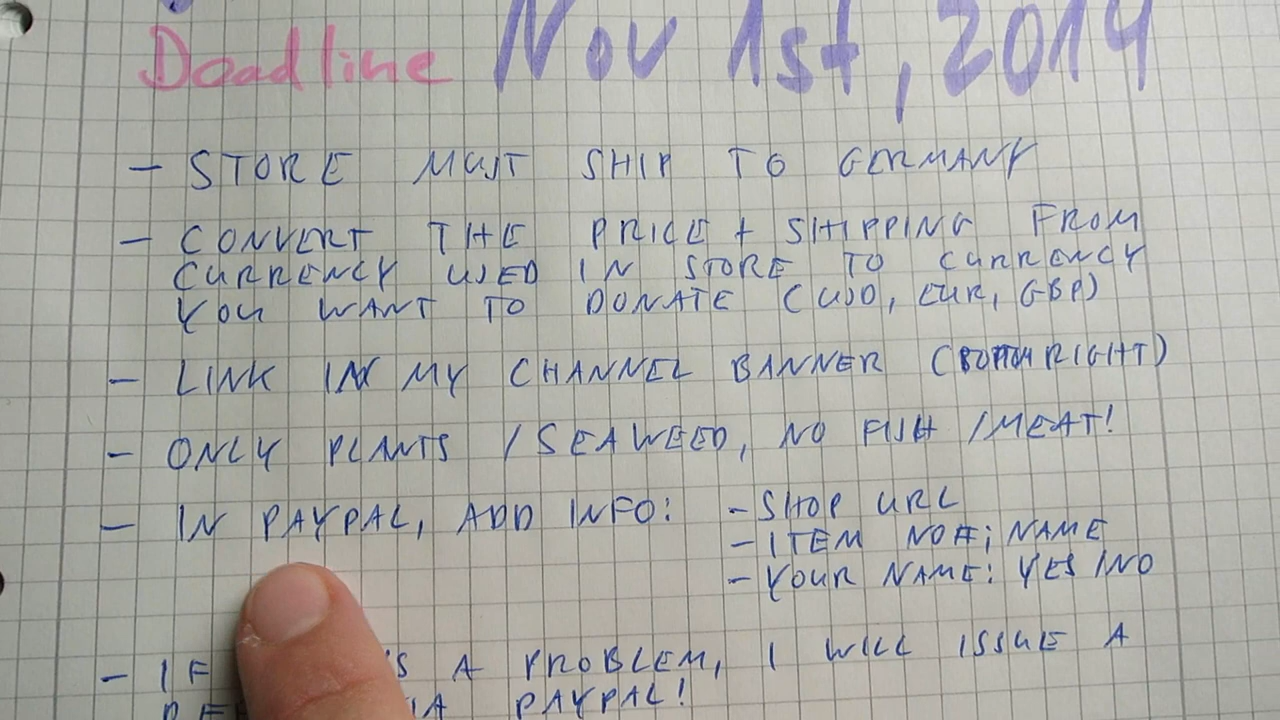 Deadline Nov 1st, 2014
- STORE MUST SHIP TO GERMANY
- CONVERT THE PRICE + SHIPPING FROM
CURRENCY USED IN STORE TO CURRENCY
YOU WANT TO DONATE (USD, EUR, GBP)
- LINK IN MY CHANNEL BANNER (BOTTOM RIGHT)
- ONLY PLANTS / SEAWEED, NO FISH / MEAT!
- IN PAYPAL, ADD INFO: - SHOP URL
- ITEM NO#; NAME
- YOUR NAME: YES / NO
- IF A PROBLEM, I WILL ISSUE A
PAYPAL!